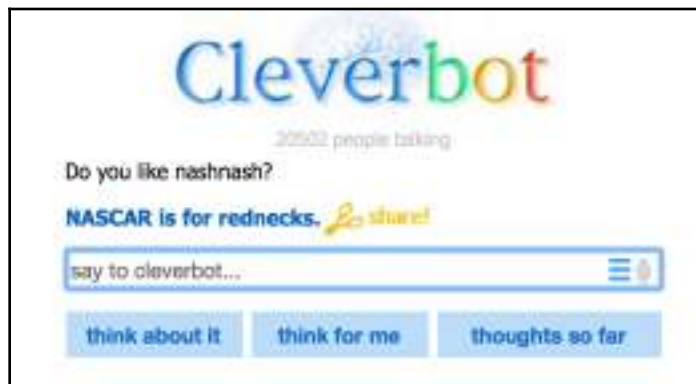 Cleverbot
20502 people talking
Do you like nashnash?
NASCAR is for rednecks. share!
say to cleverbot...
think about it think for me thoughts so far